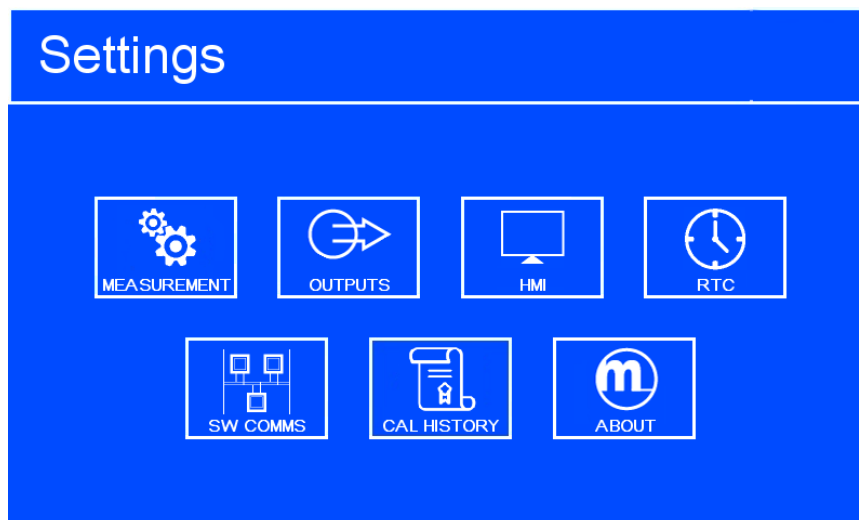 Settings
MEASUREMENT
OUTPUTS
HMI
RTC
SW COMMS
CAL HISTORY
m
ABOUT